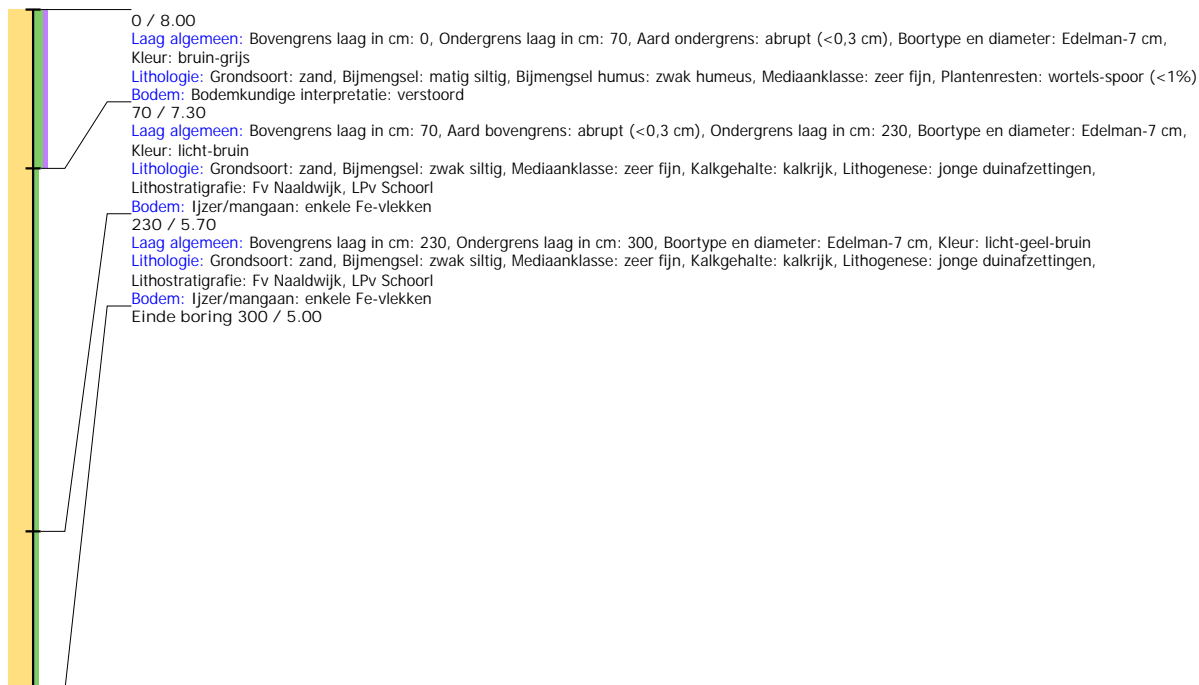 0 / 8.00
Laag algemeen: Bovengrens laag in cm: 0, Ondergrens laag in cm: 70, Aard ondergrens: abrupt (<0,3 cm), Boortype en diameter: Edelman-7 cm,
Kleur: bruin-grijs
Lithologie: Grondsoort: zand, Bijmengsel: matig siltig, Bijmengsel humus: zwak humeus, Mediaanklasse: zeer fijn, Plantenresten: wortels-spoor (<1%)
Bodem: Bodemkundige interpretatie: verstoord
70 / 7.30
Laag algemeen: Bovengrens laag in cm: 70, Aard bovengrens: abrupt (<0,3 cm), Ondergrens laag in cm: 230, Boortype en diameter: Edelman-7 cm,
Kleur: licht-bruin
Lithologie: Grondsoort: zand, Bijmengsel: zwak siltig, Mediaanklasse: zeer fijn, Kalkgehalte: kalkrijk, Lithogenese: jonge duinafzettingen,
Lithostratigrafie: Fv Naaldwijk, LPv Schoorl
Bodem: Ijzer/mangaan: enkele Fe-vlekken
230 / 5.70
Laag algemeen: Bovengrens laag in cm: 230, Ondergrens laag in cm: 300, Boortype en diameter: Edelman-7 cm, Kleur: licht-geel-bruin
Lithologie: Grondsoort: zand, Bijmengsel: zwak siltig, Mediaanklasse: zeer fijn, Kalkgehalte: kalkrijk, Lithogenese: jonge duinafzettingen,
Lithostratigrafie: Fv Naaldwijk, LPv Schoorl
Bodem: Ijzer/mangaan: enkele Fe-vlekken
Einde boring 300 / 5.00